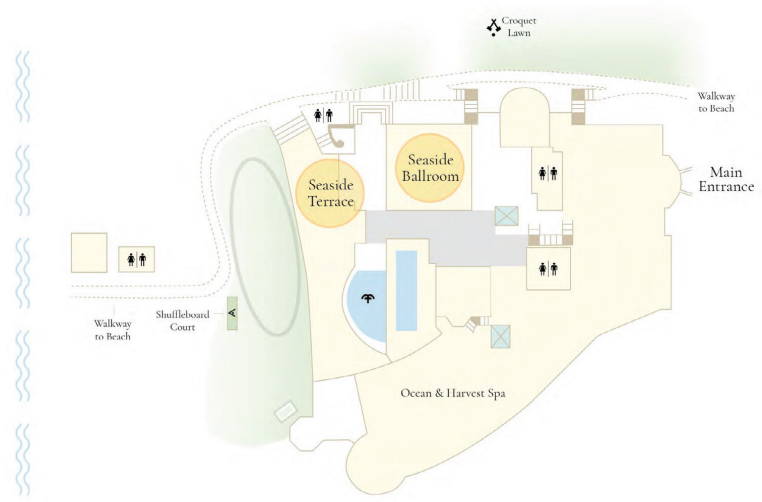 Croquet
Lawn
Walkway
to Beach
Seaside
Ballroom
Main
Entrance
Seaside
Terrace
Shuffleboard
Court
Walkway
to Beach
Ocean & Harvest Spa